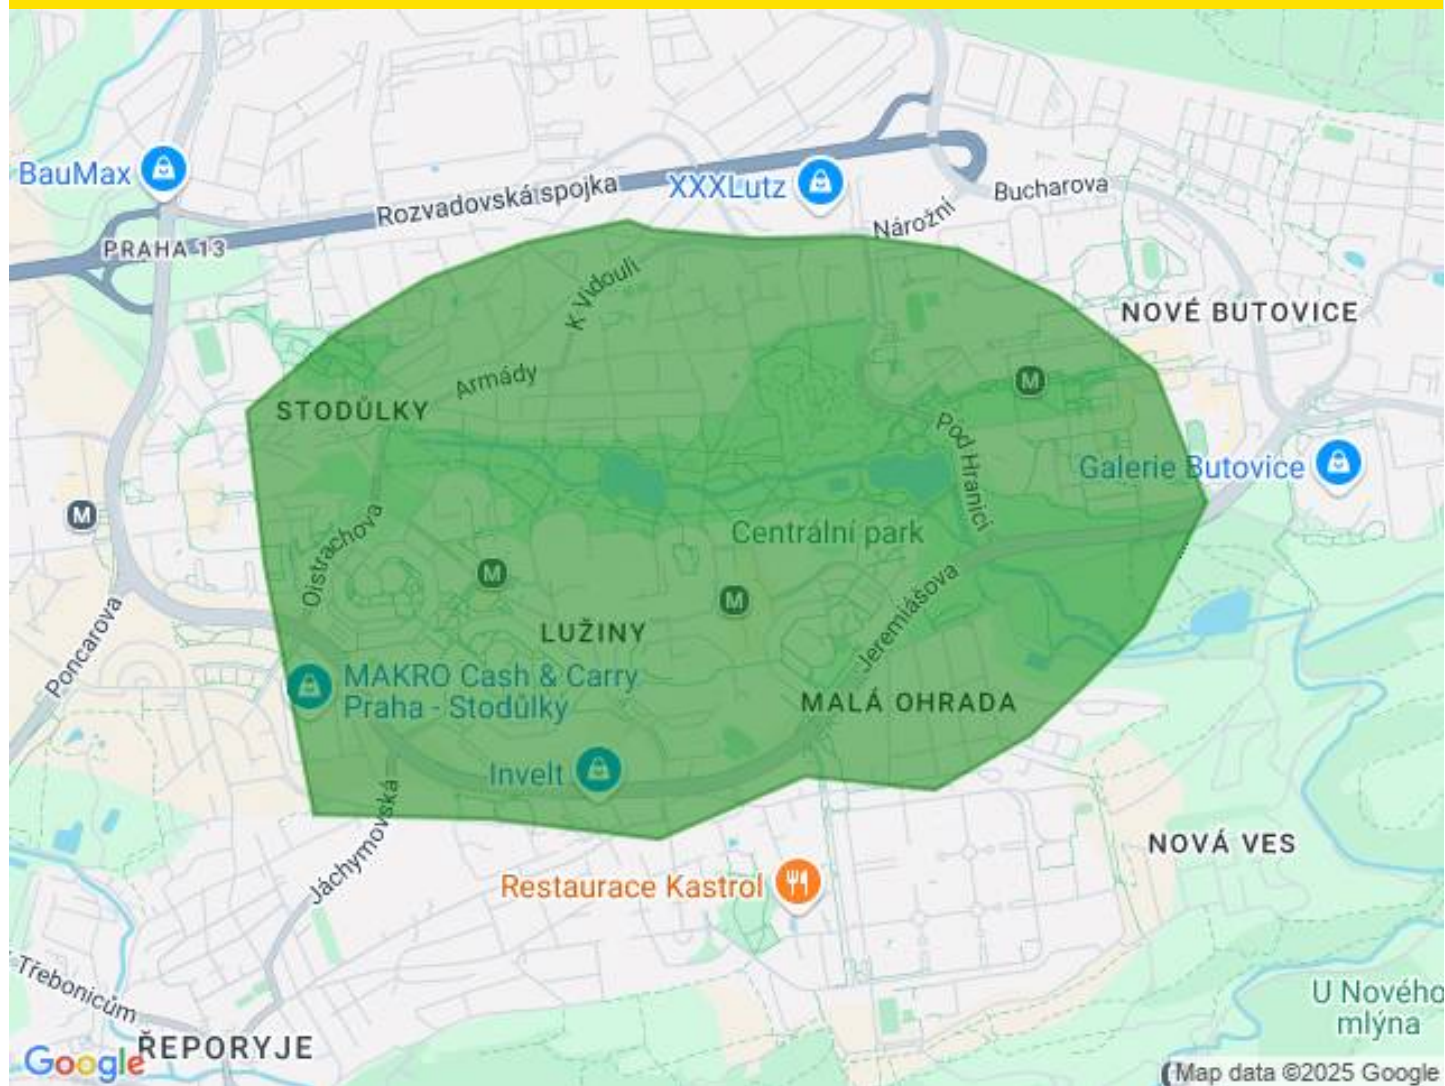 BauMax
XXXLutz
Rozvadovská spojka
Bucharova
Nárožní
PRAHA 13
K Vidouli
NOVÉ BUTOVICE
Armády
M
STODŮLKY
Pod Hranicí
Galerie Butovice
M
Oistrachova
Centrální park
M
M
Jeremiášova
Poncarova
LUŽINY
MAKRO Cash & Carry
Praha - Stodůlky
MALÁ OHRADA
Invelt
Jáchymovská
NOVÁ VES
Restaurace Kastrol
Třebonicům
U Nového
mlýna
ŘEPORYJE
Google
Map data ©2025 Google